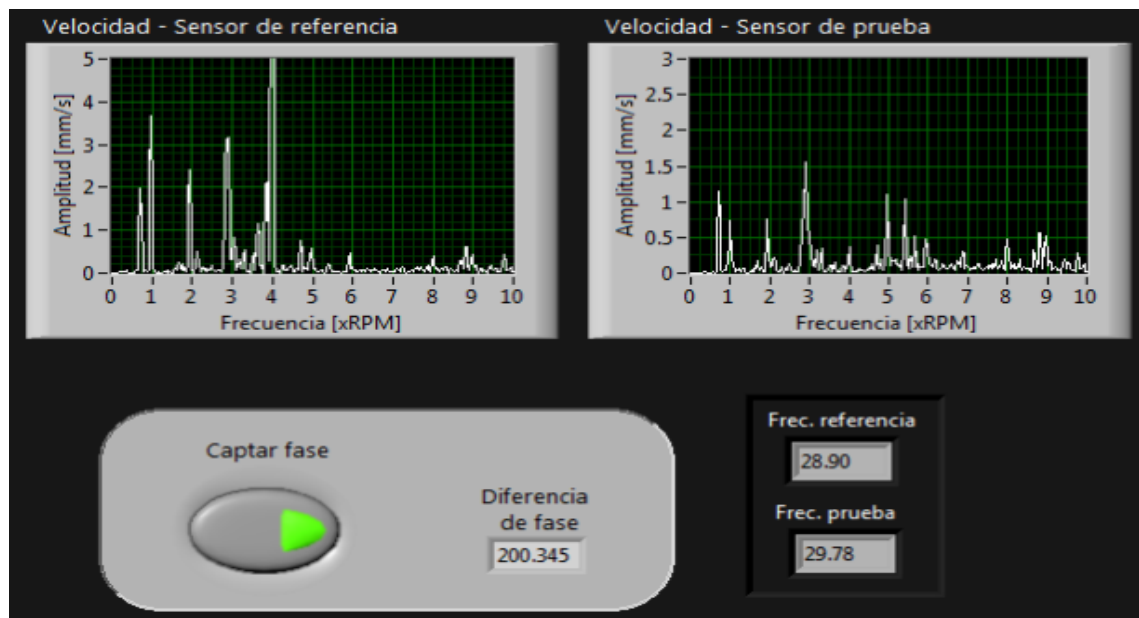 Velocidad - Sensor de referencia
Velocidad - Sensor de prueba
Amplitud [mm/s]
5
4
3
2
1
0
0 1 2 3 4 5 6 7 8 9 10
Frecuencia [xRPM]
Amplitud [mm/s]
3
2.5
2
1.5
1
0.5
0
0 1 2 3 4 5 6 7 8 9 10
Frecuencia [xRPM]
Captar fase
Diferencia
de fase
200.345
Frec. referencia
28.90
Frec. prueba
29.78